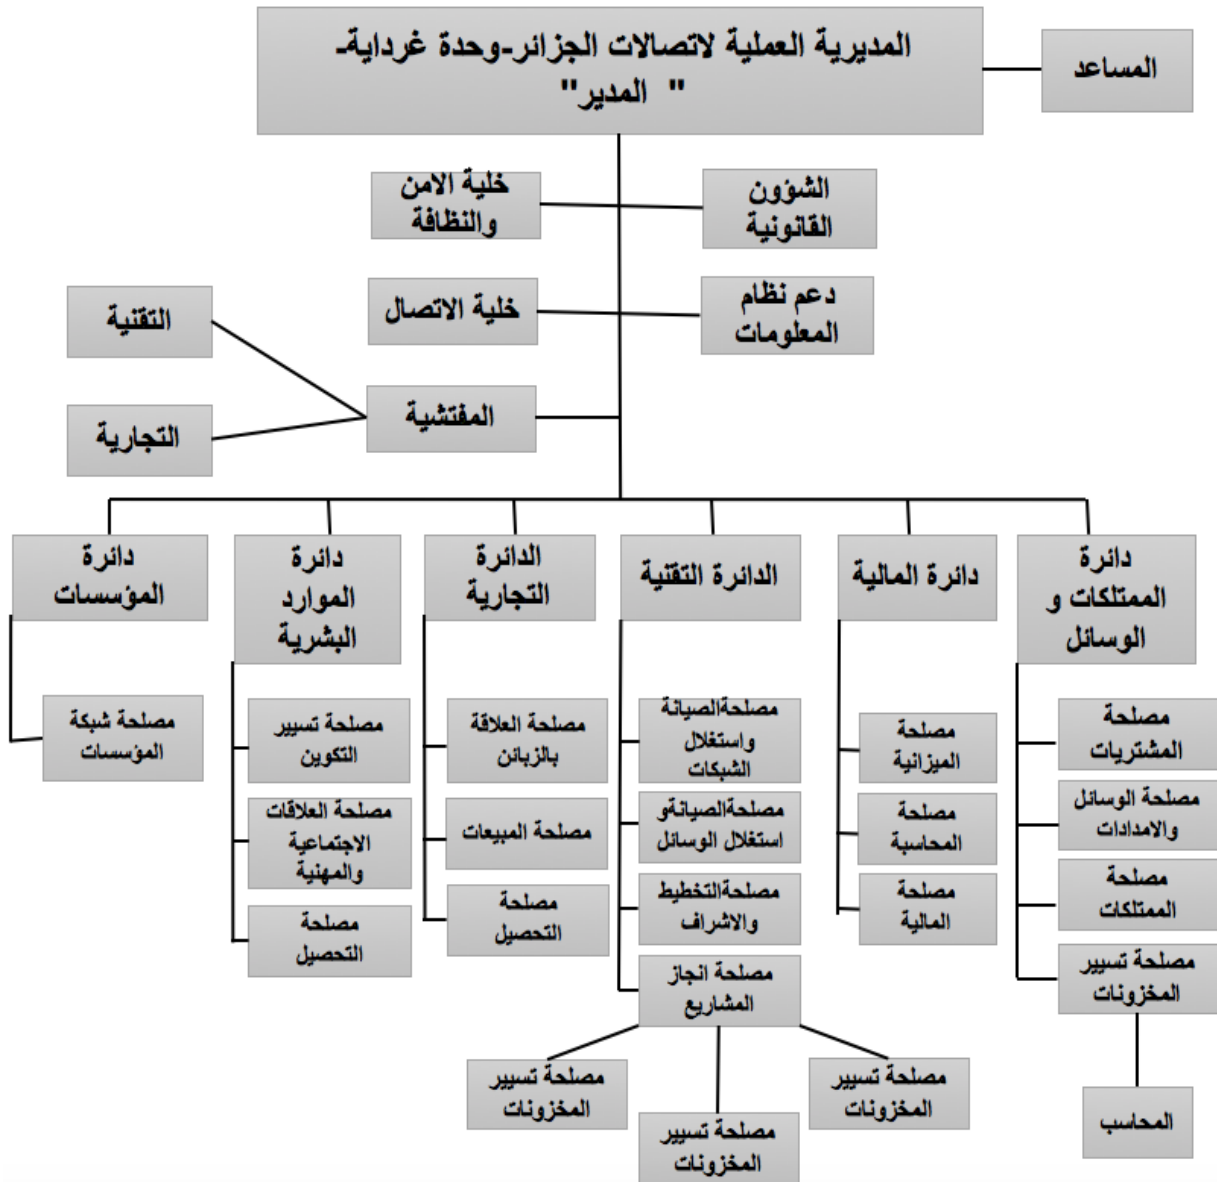 المديرية العملية لاتصالات الجزائر-وحدة غرداية-
" المدير"
المساعد
الشؤون
القانونية
خلية الامن
والنظافة
دعم نظام
المعلومات
خلية الاتصال
المفتشية
التقنية
التجارية
دائرة
الممتلكات و
الوسائل
دائرة المالية
الدائرة التقنية
الدائرة
التجارية
دائرة
الموارد
البشرية
دائرة
المؤسسات
مصلحة
المشتريات
مصلحة الوسائل
والامدادات
مصلحة
الممتلكات
مصلحة تسيير
المخزونات
المحاسب
مصلحة
الميزانية
مصلحة
المحاسبة
مصلحة
المالية
مصلحةالصيانة
واستغلال
الشبكات
مصلحةالصيانةو
استغلال الوسائل
مصلحةالتخطيط
والاشراف
مصلحة انجاز
المشاريع
مصلحة تسيير
المخزونات
مصلحة تسيير
المخزونات
مصلحة تسيير
المخزونات
مصلحة العلاقة
بالزبائن
مصلحة المبيعات
مصلحة
التحصيل
مصلحة تسيير
التكوين
مصلحة العلاقات
الاجتماعية
والمهنية
مصلحة
التحصيل
مصلحة شبكة
المؤسسات